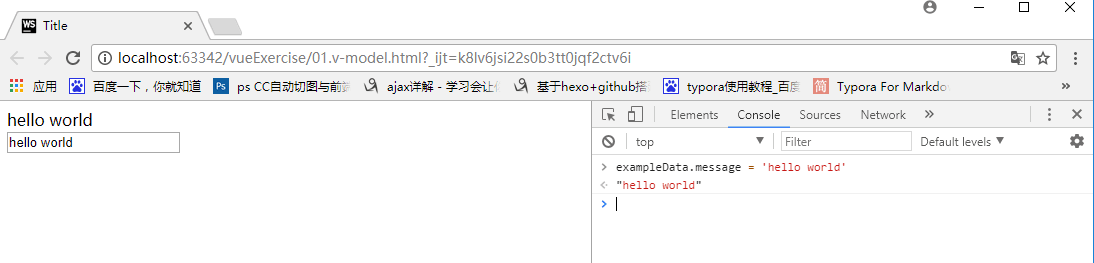 WS Title
localhost:63342/vueExercise/01.v-model.html?_ijt=k8lv6jsi22s0b3tt0jqf2ctv6i
应用 百度一下，你就知道 Ps ps CC自动切图与前端 ajax详解 - 学习会让你 基于hexo+github搭 typora使用教程_百度 简 Typora For Markdow
hello world
hello world
Elements Console Sources Network
top Filter Default levels
exampleData.message = 'hello world'
"hello world"